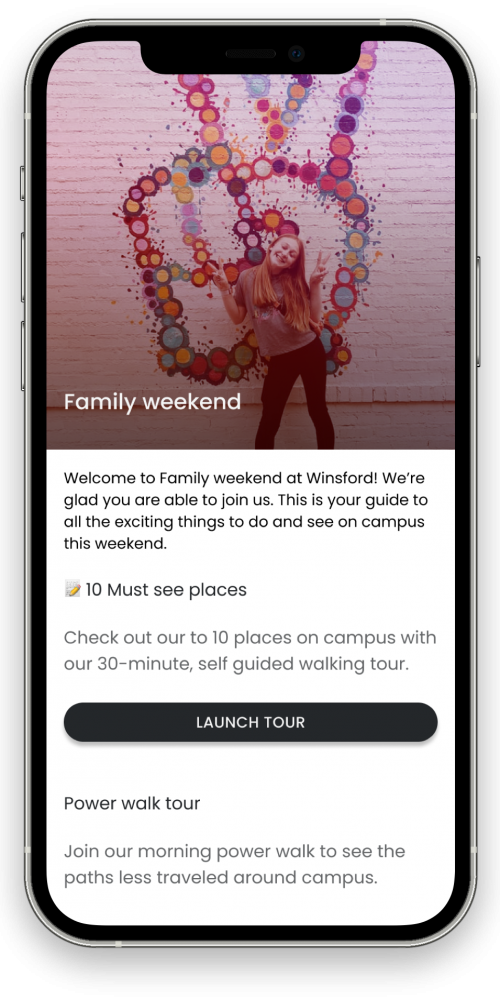 Family weekend
Welcome to Family weekend at Winsford! We’re
glad you are able to join us. This is your guide to
all the exciting things to do and see on campus
this weekend.
📝 10 Must see places
Check out our to 10 places on campus with
our 30-minute, self guided walking tour.
LAUNCH TOUR
Power walk tour
Join our morning power walk to see the
paths less traveled around campus.